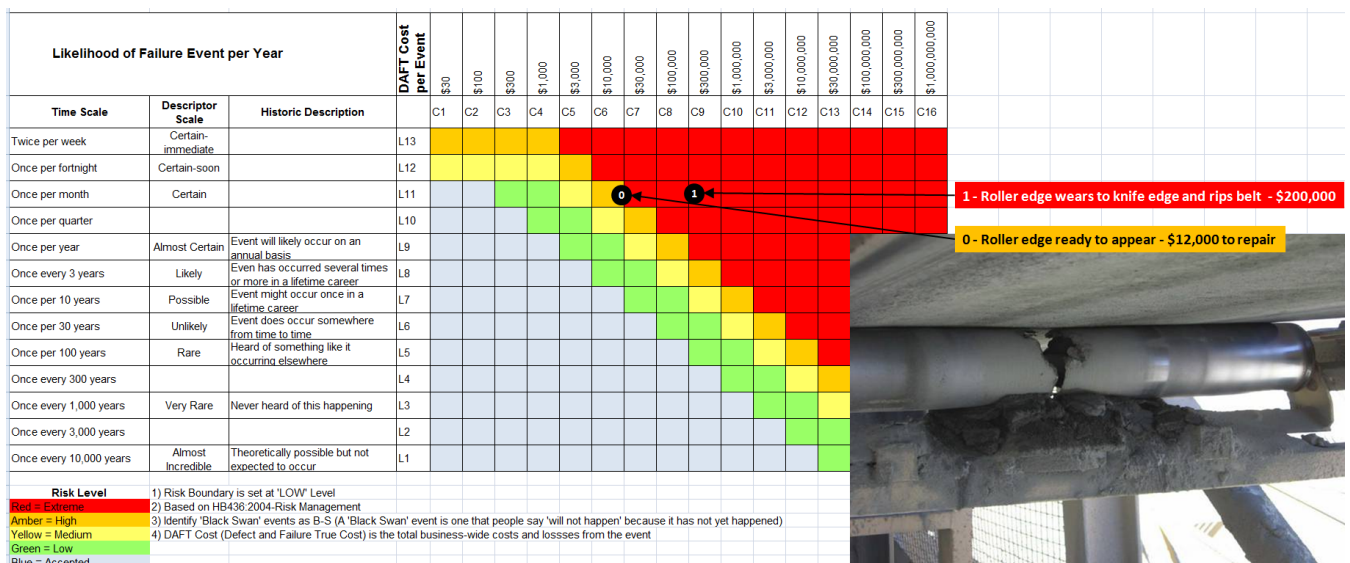 Likelihood of Failure Event per Year
DAFT Cost per Event
$30
$100
$300
$1,000
$3,000
$10,000
$30,000
$100,000
$300,000
$1,000,000
$3,000,000
$10,000,000
$30,000,000
$100,000,000
$300,000,000
$1,000,000,000
Time Scale
Descriptor
Scale
Historic Description
C1 C2 C3 C4 C5 C6 C7 C8 C9 C10 C11 C12 C13 C14 C15 C16
Twice per week
Certain-
immediate
L13
Once per fortnight Certain-soon L12
Once per month Certain L11
0 1
1 - Roller edge wears to knife edge and rips belt - $200,000
Once per quarter L10
0 - Roller edge ready to appear - $12,000 to repair
Once per year Almost Certain
Event will likely occur on an
annual basis
L9
Once every 3 years Likely
Even has occurred several times
or more in a lifetime career
L8
Once per 10 years Possible
Event might occur once in a
lifetime career
L7
Once per 30 years Unlikely
Event does occur somewhere
from time to time
L6
Once per 100 years Rare
Heard of something like it
occurring elsewhere
L5
Once every 300 years L4
Once every 1,000 years Very Rare Never heard of this happening L3
Once every 3,000 years L2
Once every 10,000 years
Almost
Incredible
Theoretically possible but not
expected to occur
L1
Risk Level 1) Risk Boundary is set at 'LOW' Level
Red = Extreme 2) Based on HB436:2004-Risk Management
Amber = High 3) Identify 'Black Swan' events as B-S (A 'Black Swan' event is one that people say 'will not happen' because it has not yet happened)
Yellow = Medium 4) DAFT Cost (Defect and Failure True Cost) is the total business-wide costs and lossses from the event
Green = Low
Blue = Accepted